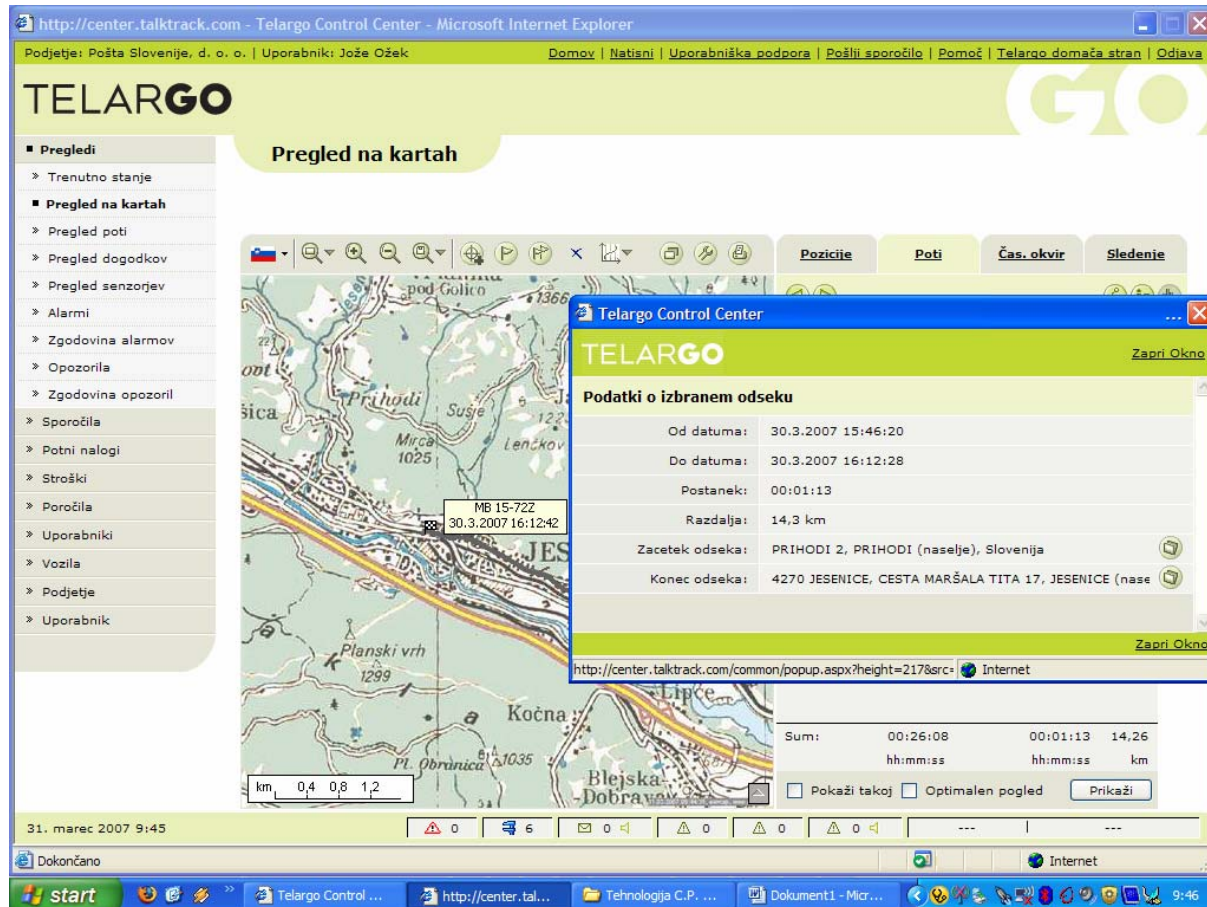 http://center.talktrack.com - Telargo Control Center - Microsoft Internet Explorer
Podjetje: Pošta Slovenije, d. o. o. | Uporabnik: Jože Ožek
Domov | Natisni | Uporabniška podpora | Pošlji sporočilo | Pomoč | Telargo domača stran | Odjava
TELARGO
GO
Pregledi
Trenutno stanje
Pregled na kartah
Pregled poti
Pregled dogodkov
Pregled senzorjev
Alarmi
Zgodovina alarmov
Opozorila
Zgodovina opozoril
Sporočila
Potni nalogi
Stroški
Poročila
Uporabniki
Vozila
Podjetje
Uporabnik
Pregled na kartah
Pozicije Poti Čas. okvir Sledenje
pod Golico
1366
Prihodi
Sušje
Mirca
1025
Lenčkov
MB 15-72Z
30.3.2007 16:12:42
JES
Planski vrh
1299
Kočna
Lipce
Pl. Obranica
1035
Blejska
Dobrava
km 0,4 0,8 1,2
Telargo Control Center ...
TELARGO
Zapri Okno
Podatki o izbranem odseku
Od datuma: 30.3.2007 15:46:20
Do datuma: 30.3.2007 16:12:28
Postanek: 00:01:13
Razdalja: 14,3 km
Zacetek odseka: PRIHODI 2, PRIHODI (naselje), Slovenija
Konec odseka: 4270 JESENICE, CESTA MARŠALA TITA 17, JESENICE (nase
Zapri Okno
http://center.talktrack.com/common/popup.aspx?height=217&src= Internet
Sum: 00:26:08 00:01:13 14,26
hh:mm:ss hh:mm:ss km
Pokaži takoj Optimalen pogled Prikaži
31. marec 2007 9:45
0 6 0 0 0 0 --- ---
Dokončano
Internet
start
Telargo Control ...
http://center.tal...
Tehnologija C.P. ...
Dokument1 - Micr...
9:46